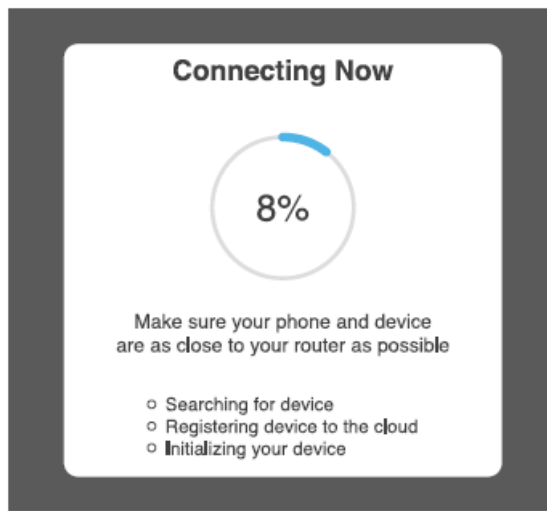 Connecting Now
8%
Make sure your phone and device
are as close to your router as possible
Searching for device
Registering device to the cloud
Initializing your device